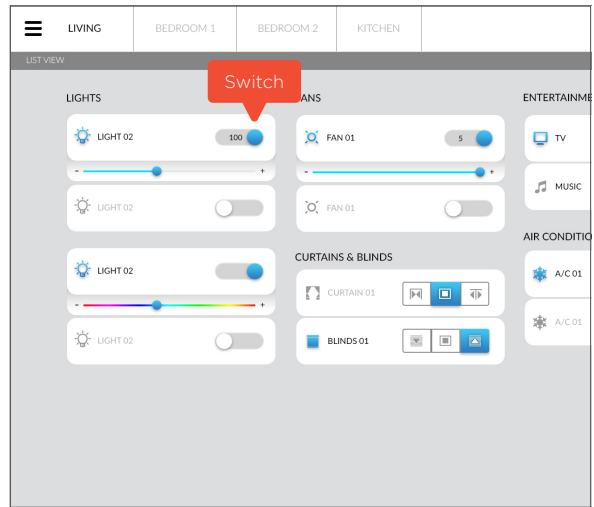 LIVING
BEDROOM 1
BEDROOM 2
KITCHEN
LIST VIEW
Switch
LIGHTS
ANS
ENTERTAINME
LIGHT 02
100
FAN 01
5
TV
- +
- +
MUSIC
LIGHT 02
FAN 01
AIR CONDITIO
CURTAINS & BLINDS
LIGHT 02
A/C 01
CURTAIN 01
- +
A/C 01
LIGHT 02
BLINDS 01